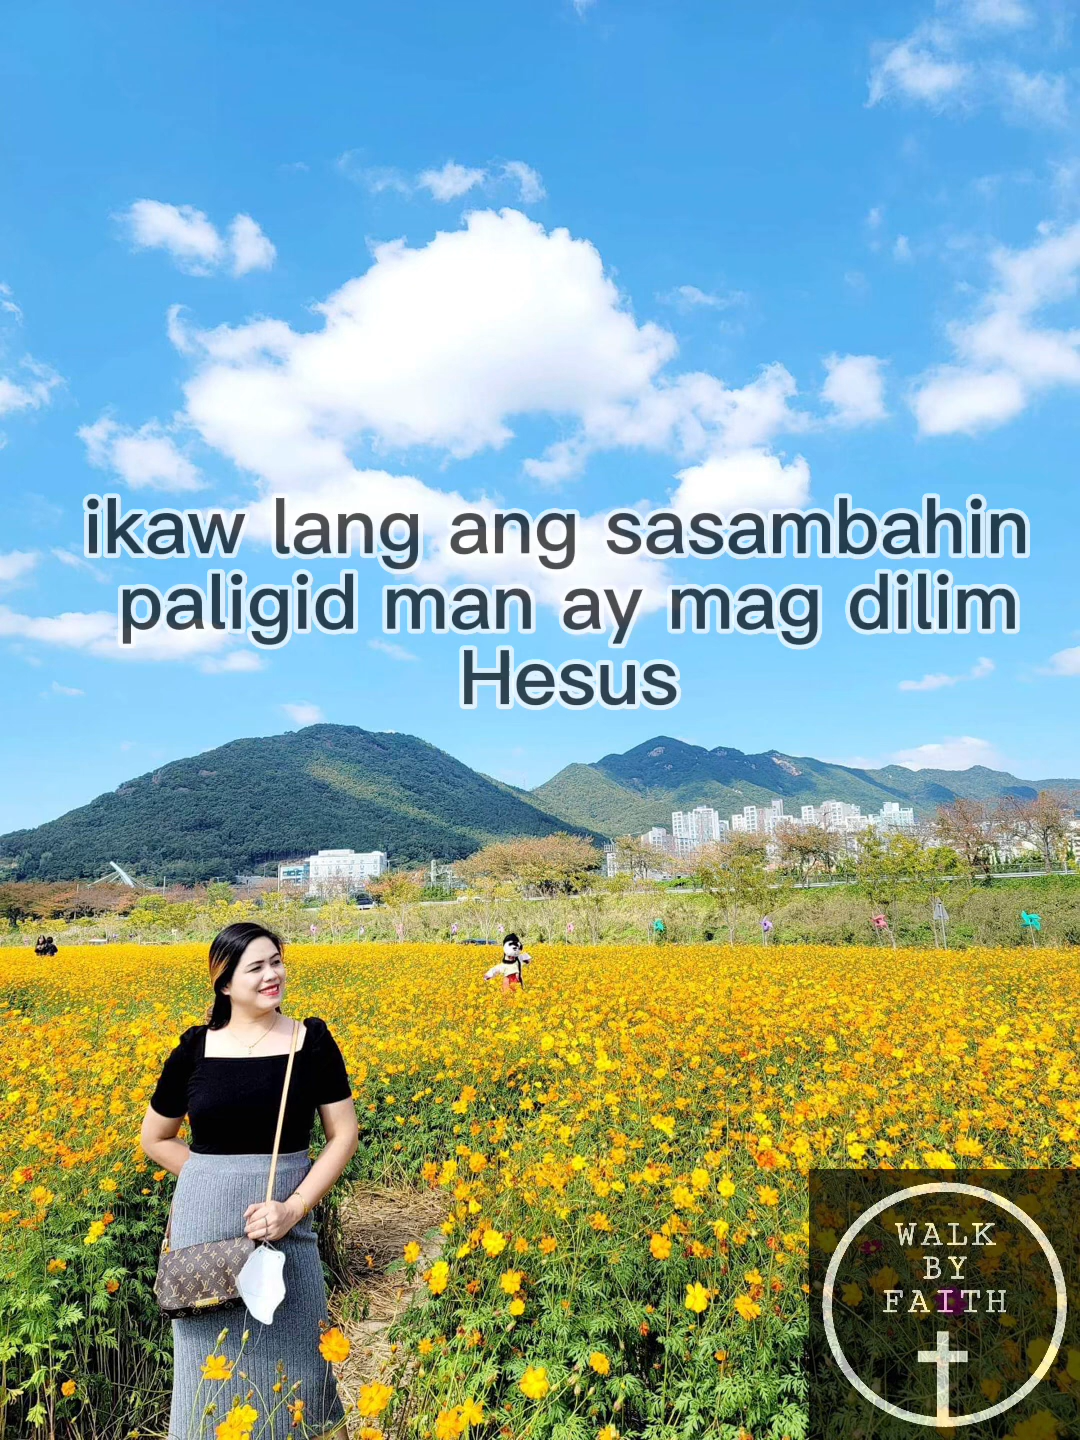 ikaw lang ang sasambahin
paligid man ay mag dilim
Hesus
WALK
BY
FAITH